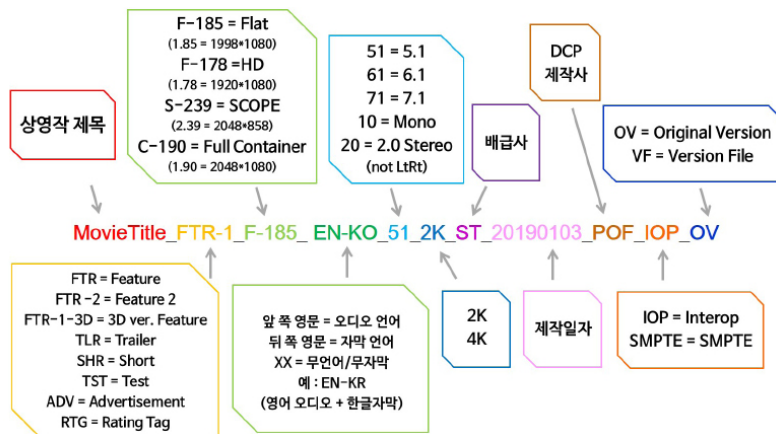 F-185 = Flat
(1.85 = 1998*1080)
F-178 = HD
(1.78 = 1920*1080)
S-239 = SCOPE
(2.39 = 2048*858)
C-190 = Full Container
(1.90 = 2048*1080)
51 = 5.1
61 = 6.1
71 = 7.1
10 = Mono
20 = 2.0 Stereo
(not LtRt)
DCP
제작사
상영작 제목
배급사
OV = Original Version
VF = Version File
MovieTitle_FTR-1_F-185_ EN-KO_51_2K_ST_20190103_POF_IOP_OV
FTR = Feature
FTR -2 = Feature 2
FTR-1-3D = 3D ver. Feature
TLR = Trailer
SHR = Short
TST = Test
ADV = Advertisement
RTG = Rating Tag
앞 쪽 영문 = 오디오 언어
뒤 쪽 영문 = 자막 언어
XX = 무언어/무자막
예 : EN-KR
(영어 오디오 + 한글자막)
2K
4K
제작일자
IOP = Interop
SMPTE = SMPTE